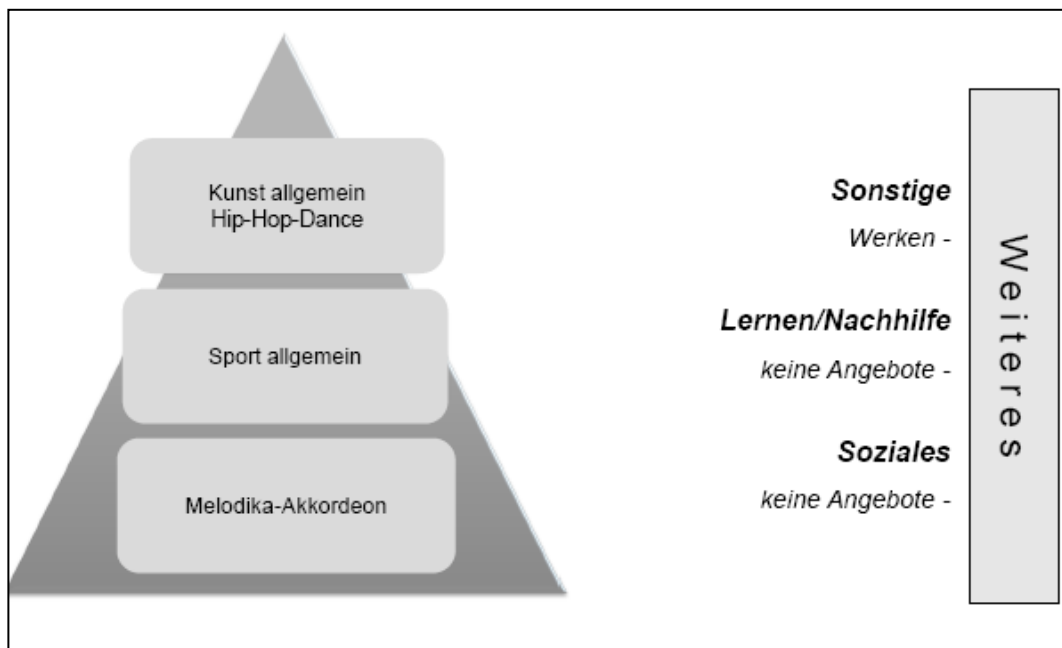 Kunst allgemein
Hip-Hop-Dance
Sport allgemein
Melodika-Akkordeon
Sonstige
Werken -
Lernen/Nachhilfe
keine Angebote -
Soziales
keine Angebote -
Weiteres